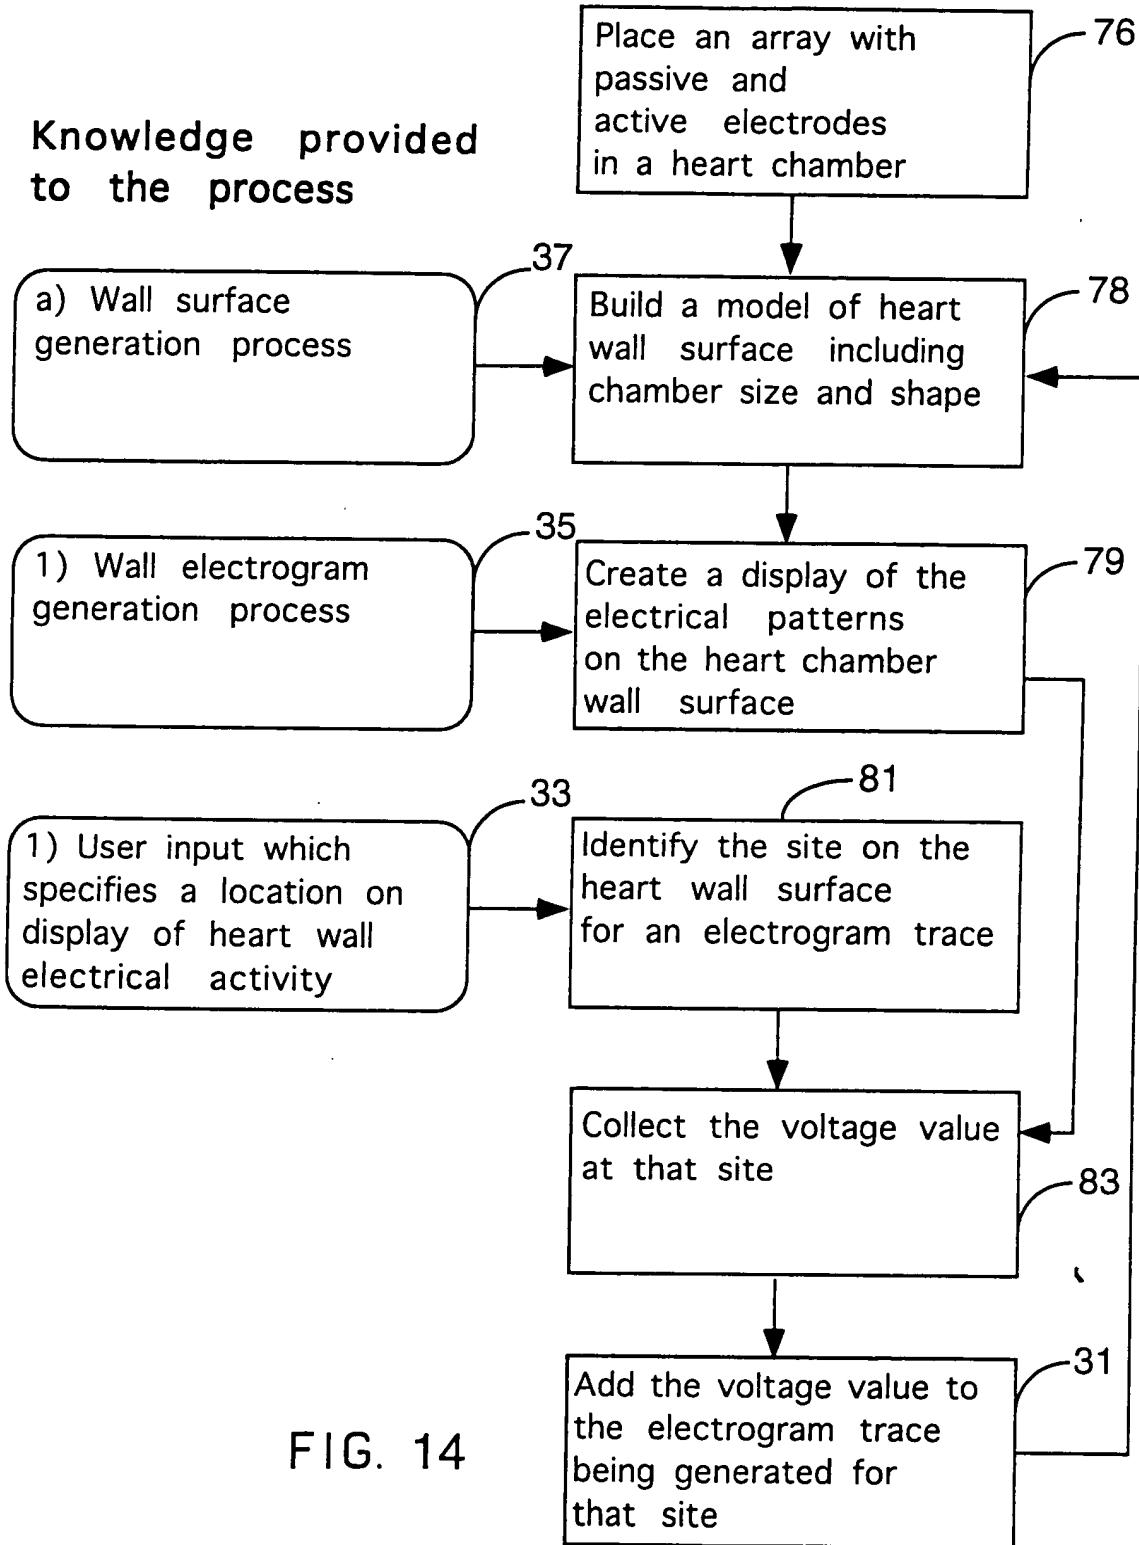 Place an array with
passive and
active electrodes
in a heart chamber
76
Knowledge provided
to the process
a) Wall surface
generation process
37
Build a model of heart
wall surface including
chamber size and shape
78
1) Wall electrogram
generation process
35
Create a display of the
electrical patterns
on the heart chamber
wall surface
79
1) User input which
specifies a location on
display of heart wall
electrical activity
33
81
Identify the site on the
heart wall surface
for an electrogram trace
Collect the voltage value
at that site
83
Add the voltage value to
the electrogram trace
being generated for
that site
31
FIG. 14